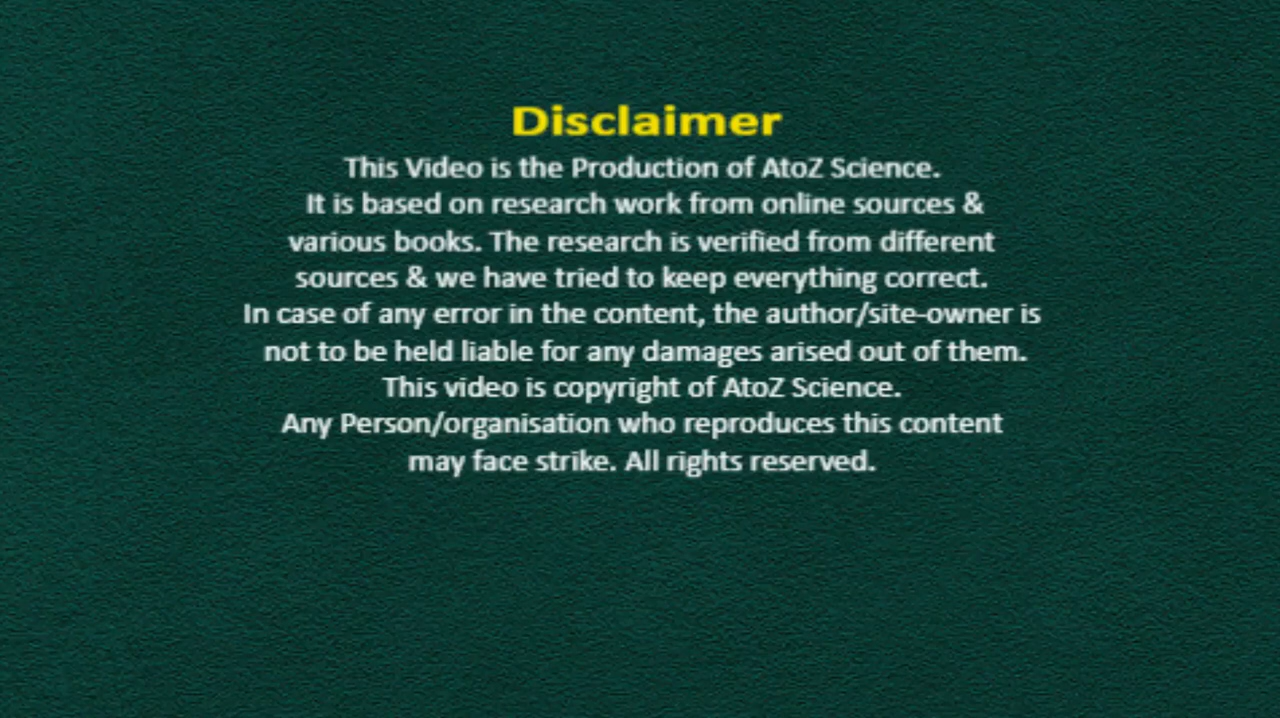 Disclaimer
This Video is the Production of AtoZ Science.
It is based on research work from online sources &
various books. The research is verified from different
sources & we have tried to keep everything correct.
In case of any error in the content, the author/site-owner is
not to be held liable for any damages arised out of them.
This video is copyright of AtoZ Science.
Any Person/organisation who reproduces this content
may face strike. All rights reserved.